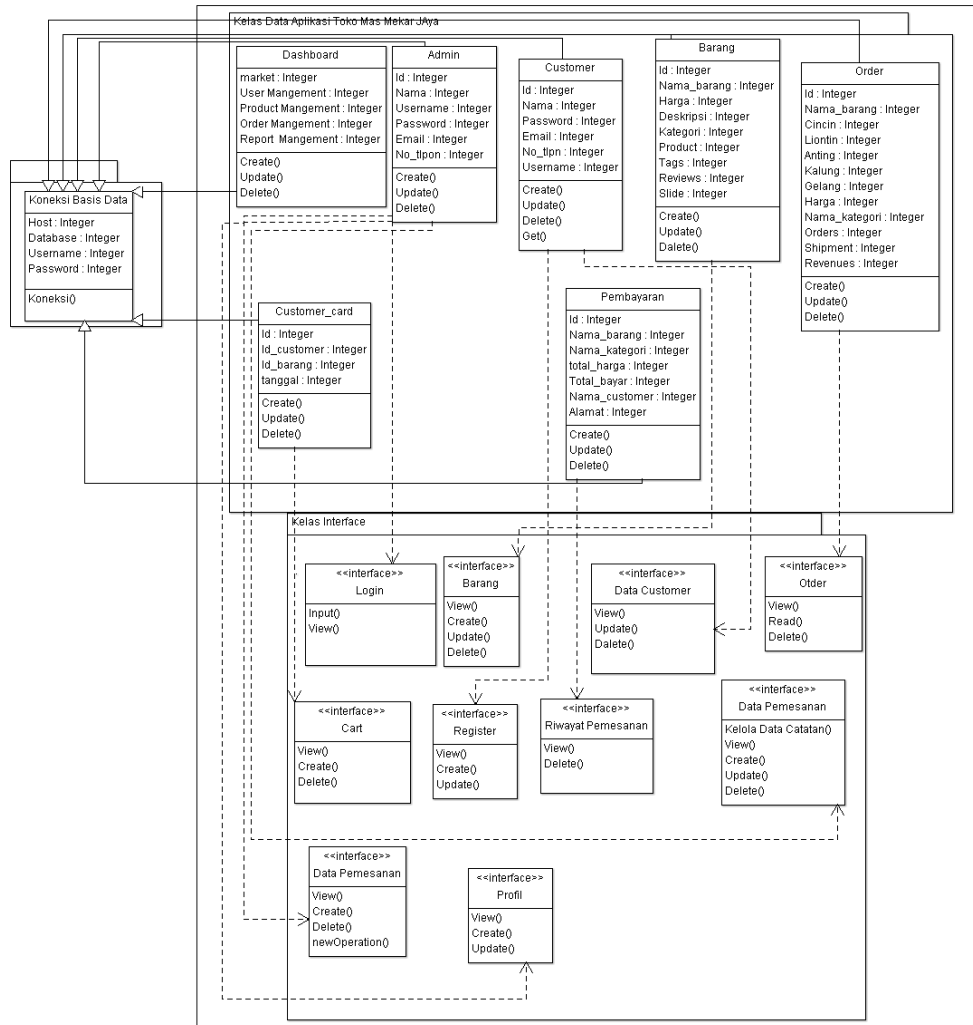 Kelas Data Aplikasi Toko Mas Mekar JAya
Dashboard
market : Integer
User Mangement : Integer
Product Mangement : Integer
Order Mangement : Integer
Report Mangement : Integer
Create()
Update()
Delete()
Admin
Id : Integer
Nama : Integer
Username : Integer
Password : Integer
Email : Integer
No_tlpon : Integer
Create()
Update()
Delete()
Customer
Id : Integer
Nama : Integer
Password : Integer
Email : Integer
No_tlpn : Integer
Username : Integer
Create()
Update()
Delete()
Get()
Barang
Id : Integer
Nama_barang : Integer
Harga : Integer
Deskripsi : Integer
Kategori : Integer
Product : Integer
Tags : Integer
Reviews : Integer
Slide : Integer
Create()
Update()
Dalete()
Order
Id : Integer
Nama_barang : Integer
Cincin : Integer
Liontin : Integer
Anting : Integer
Kalung : Integer
Gelang : Integer
Harga : Integer
Nama_kategori : Integer
Orders : Integer
Shipment : Integer
Revenues : Integer
Create()
Update()
Delete()
Koneksi Basis Data
Host : Integer
Database : Integer
Username : Integer
Password : Integer
Koneksi()
Customer_card
Id : Integer
Id_customer : Integer
Id_barang : Integer
tanggal : Integer
Create()
Update()
Delete()
Pembayaran
Id : Integer
Nama_barang : Integer
Nama_kategori : Integer
total_harga : Integer
Total_bayar : Integer
Nama_customer : Integer
Alamat : Integer
Create()
Update()
Delete()
Kelas Interface
<<interface>>
Login
Input()
View()
<<interface>>
Barang
View()
Create()
Update()
Delete()
<<interface>>
Data Customer
View()
Update()
Dalete()
<<interface>>
Otder
View()
Read()
Delete()
<<interface>>
Cart
View()
Create()
Delete()
<<interface>>
Register
View()
Create()
Update()
<<interface>>
Riwayat Pemesanan
View()
Delete()
<<interface>>
Data Pemesanan
Kelola Data Catatan()
View()
Create()
Update()
Delete()
<<interface>>
Data Pemesanan
View()
Create()
Delete()
newOperation()
<<interface>>
Profil
View()
Create()
Update()